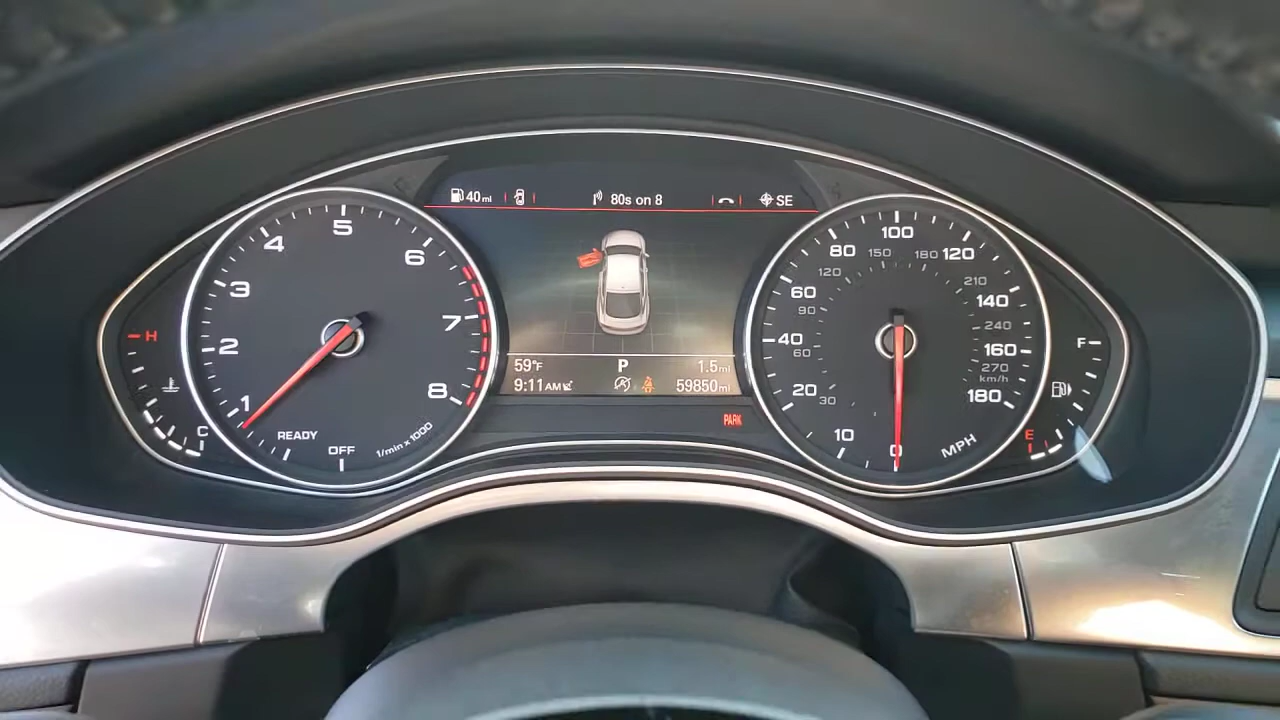 40mi 80s on 8 SE
59°F P 1.5mi
9:11AM 59850mi
PARK
1 2 3 4 5 6 7 8
READY
OFF
1/min x 1000
H
C
0 10 20 40 60 80 100 120 140 160 180
30 60 90 120 150 180 210 240 270
km/h
MPH
F
E